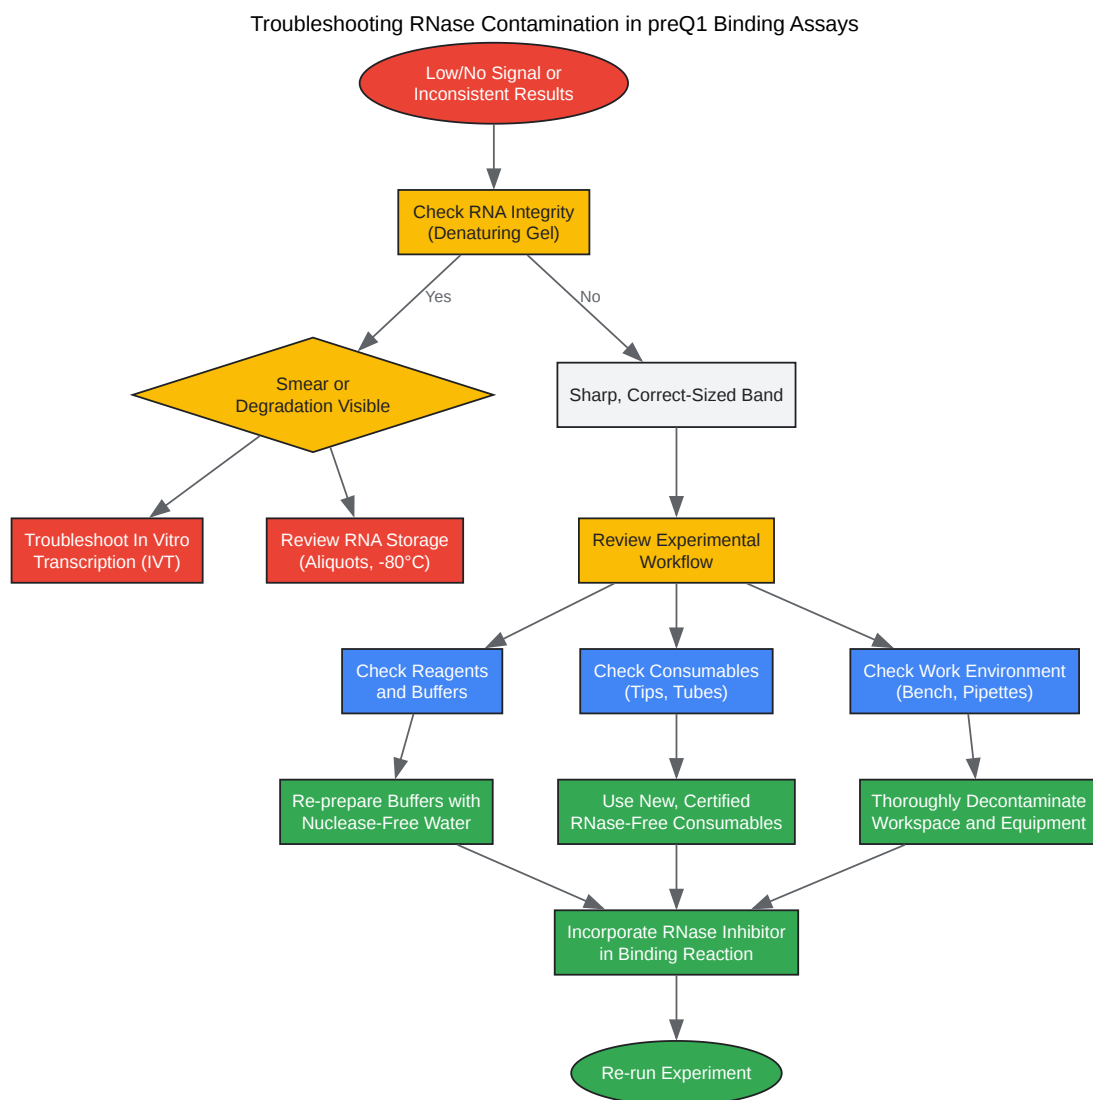 Troubleshooting RNase Contamination in preQ1 Binding Assays
Low/No Signal or
Inconsistent Results
Check RNA Integrity
(Denaturing Gel)
Yes
No
Smear or
Degradation Visible
Sharp, Correct-Sized Band
Troubleshoot In Vitro
Transcription (IVT)
Review RNA Storage
(Aliquots, -80°C)
Review Experimental
Workflow
Check Reagents
and Buffers
Check Consumables
(Tips, Tubes)
Check Work Environment
(Bench, Pipettes)
Re-prepare Buffers with
Nuclease-Free Water
Use New, Certified
RNase-Free Consumables
Thoroughly Decontaminate
Workspace and Equipment
Incorporate RNase Inhibitor
in Binding Reaction
Re-run Experiment